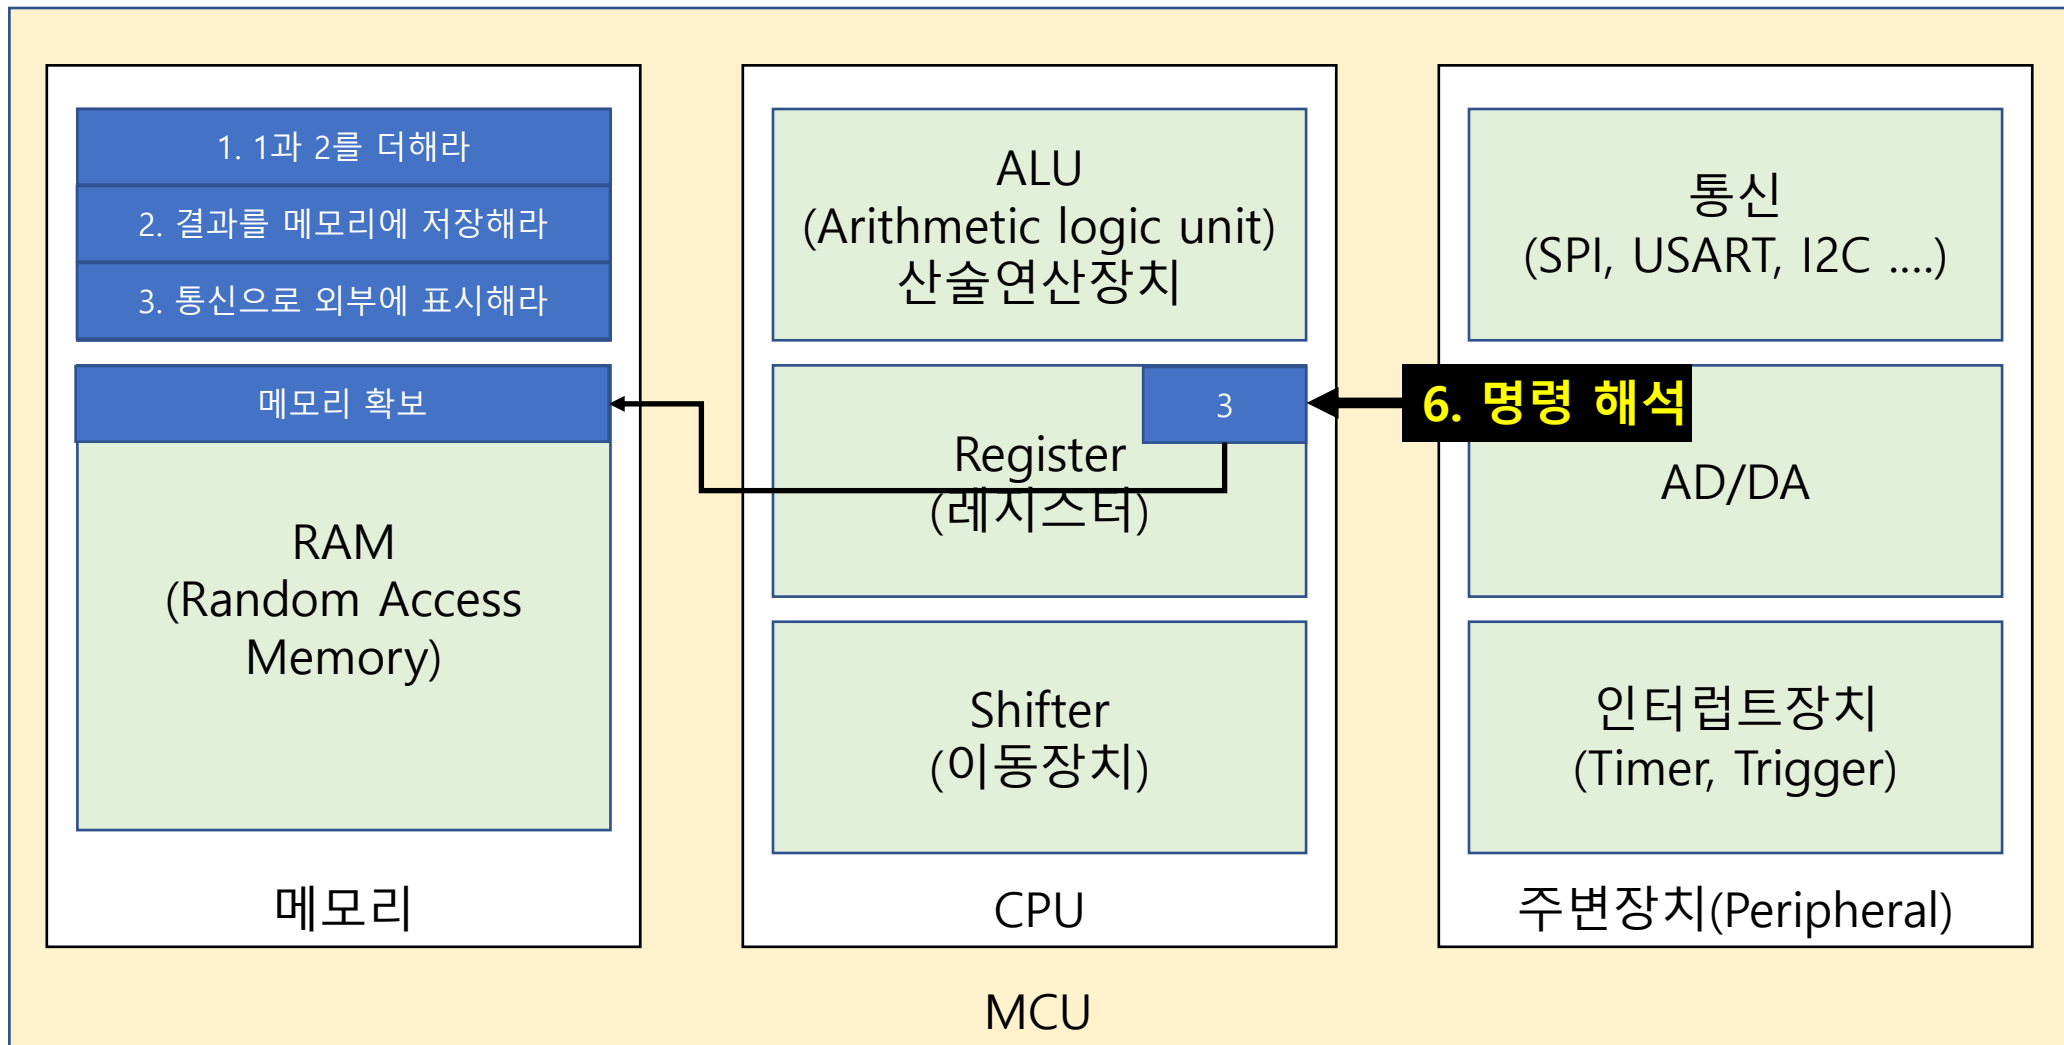 1. 1과 2를 더해라
2. 결과를 메모리에 저장해라
3. 통신으로 외부에 표시해라
메모리 확보
RAM
(Random Access
Memory)
메모리
ALU
(Arithmetic logic unit)
산술연산장치
3
Register
(레지스터)
Shifter
(이동장치)
CPU
통신
(SPI, USART, I2C ....)
6. 명령 해석
AD/DA
인터럽트장치
(Timer, Trigger)
주변장치(Peripheral)
MCU